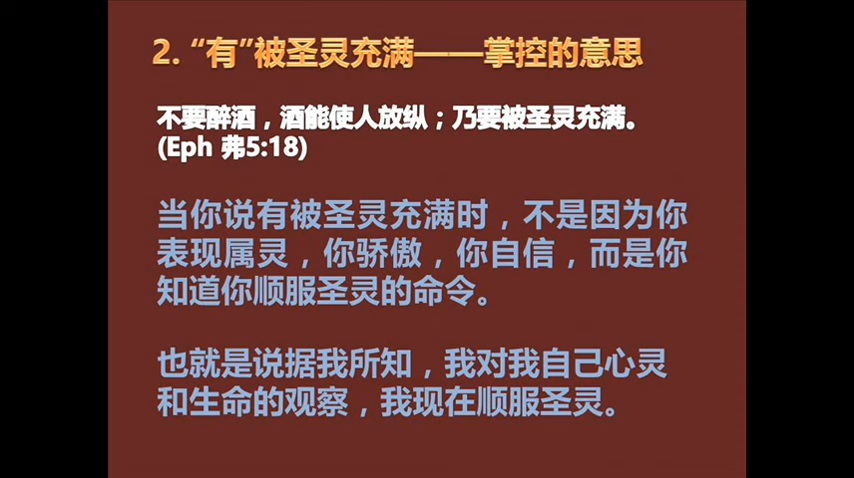 2. “有”被圣灵充满——掌控的意思
不要醉酒，酒能使人放纵；乃要被圣灵充满。
(Eph 弗5:18)
当你说有被圣灵充满时，不是因为你
表现属灵，你骄傲，你自信，而是你
知道你顺服圣灵的命令。
也就是说据我所知，我对我自己心灵
和生命的观察，我现在顺服圣灵。